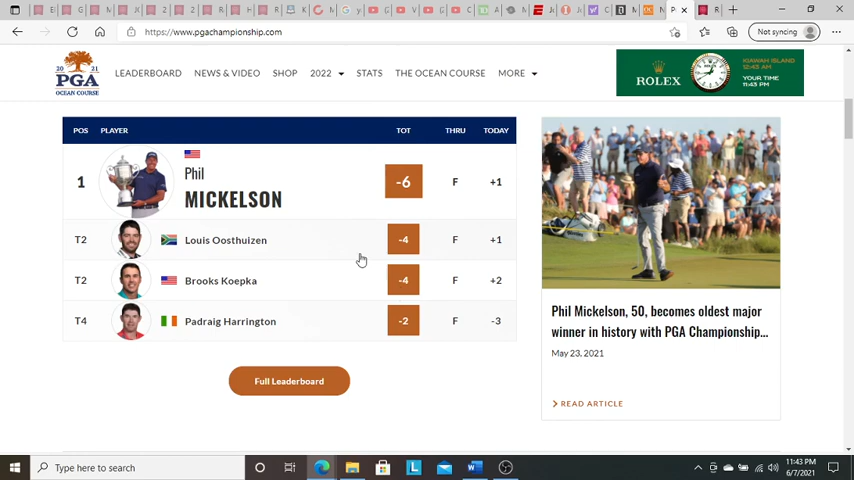 https://www.pgachampionship.com
Not syncing
20 21
PGA
OCEAN COURSE
LEADERBOARD NEWS & VIDEO SHOP 2022 STATS THE OCEAN COURSE MORE
ROLEX
KIAWAH ISLAND
12:43 AM
YOUR TIME
11:43 PM
POS PLAYER TOT THRU TODAY
1 Phil MICKELSON -6 F +1
T2 Louis Oosthuizen -4 F +1
T2 Brooks Koepka -4 F +2
T4 Padraig Harrington -2 F -3
Full Leaderboard
Phil Mickelson, 50, becomes oldest major
winner in history with PGA Championship...
May 23, 2021
READ ARTICLE
Type here to search
11:43 PM
6/7/2021